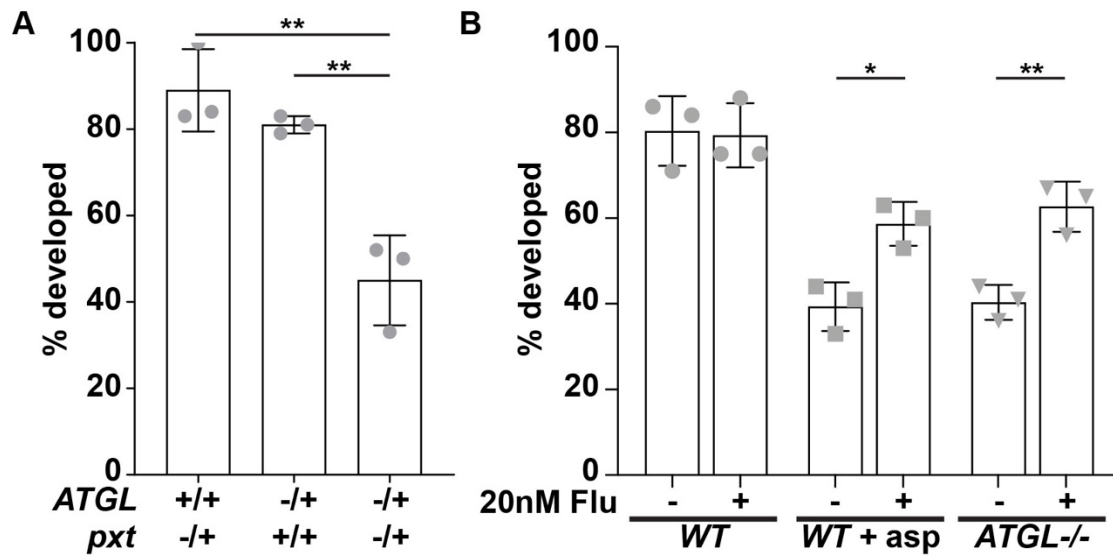 A
% developed
100
80
60
40
20
0
**
**
ATGL +/+ -/+ -/+
pxt -/+ +/+ -/+
B
% developed
100
80
60
40
20
0
*
**
20nM Flu - + - + - +
WT WT + asp ATGL-/-